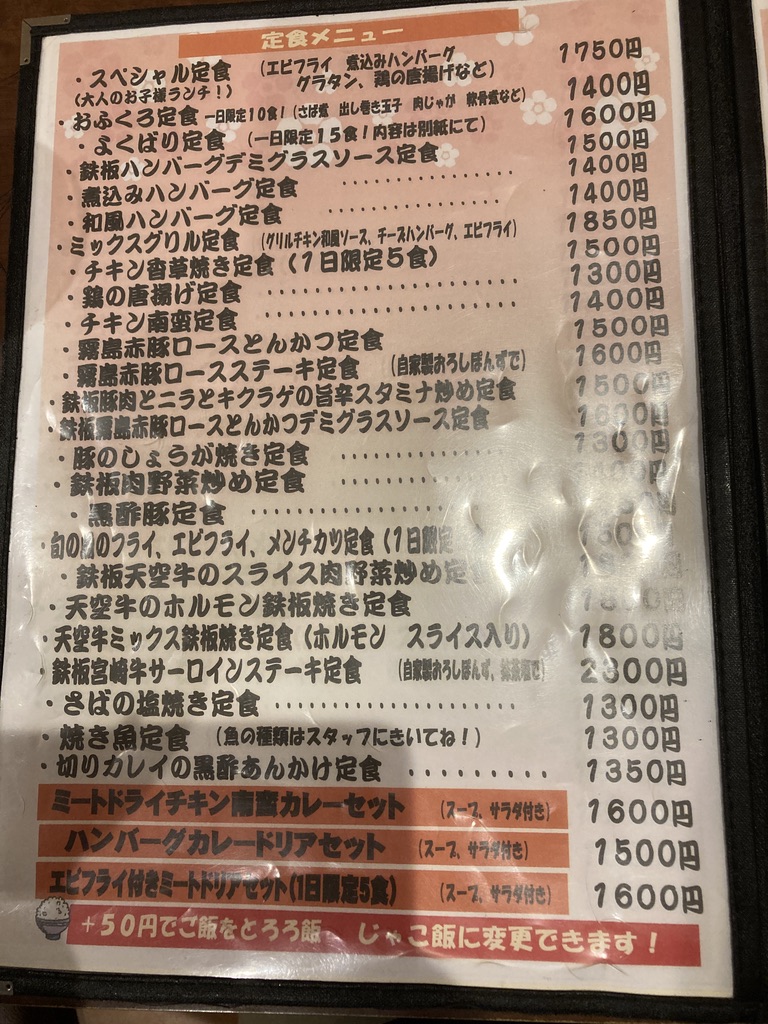 定食メニュー
・スペシャル定食 (エビフライ 煮込みハンバーグ 1750円
(大人のお子様ランチ!) グラタン、鶏の唐揚げなど)
・おふくろ定食 一日限定10食!(さば煮 出し巻き玉子 肉じゃが 軟骨煮など) 1400円
・よくばり定食 (一日限定15食!内容は別紙にて) 1600円
・鉄板ハンバーグデミグラスソース定食 1500円
・煮込みハンバーグ定食 ‥‥‥‥‥‥‥ 1400円
・和風ハンバーグ定食 ‥‥‥‥‥‥‥ 1400円
・ミックスグリル定食 (グリルチキン和風ソース、チーズハンバーグ、エビフライ) 1850円
・チキン香草焼き定食(1日限定5食) 1500円
・鶏の唐揚げ定食 ‥‥‥‥‥‥‥‥‥‥ 1300円
・チキン南蛮定食 ‥‥‥‥‥‥‥‥‥‥ 1400円
・霧島赤豚ロースとんかつ定食 1500円
・霧島赤豚ロースステーキ定食 (自家製おろしぽんずで) 1600円
・鉄板豚肉とニラとキクラゲの旨辛スタミナ炒め定食 1500円
・鉄板霧島赤豚ロースとんかつデミグラスソース定食 1600円
・豚のしょうが焼き定食 ‥‥‥‥‥‥‥ 1300円
・鉄板肉野菜炒め定食 ‥‥‥‥‥‥‥ 円
・黒酢豚定食 ‥‥‥‥‥‥‥‥‥‥ 円
・旬の のフライ、エビフライ、メンチカツ定食(1日限定 円
・鉄板天空牛のスライス肉野菜炒め定 円
・天空牛のホルモン鉄板焼き定食 円
・天空牛ミックス鉄板焼き定食(ホルモン スライス入り) 1800円
・鉄板宮崎牛サーロインステーキ定食 (自家製おろしぽんず、 で) 2300円
・さばの塩焼き定食 ‥‥‥‥‥‥‥‥‥‥ 1300円
・焼き魚定食 (魚の種類はスタッフにきいてね!) 1300円
・切りカレイの黒酢あんかけ定食 ‥‥‥‥ 1350円
ミートドライチキン南蛮カレーセット (スープ、サラダ付き) 1600円
ハンバーグカレードリアセット (スープ、サラダ付き) 1500円
エビフライ付きミートドリアセット(1日限定5食) (スープ、サラダ付き) 1600円
+50円でご飯をとろろ飯 じゃこ飯に変更できます!